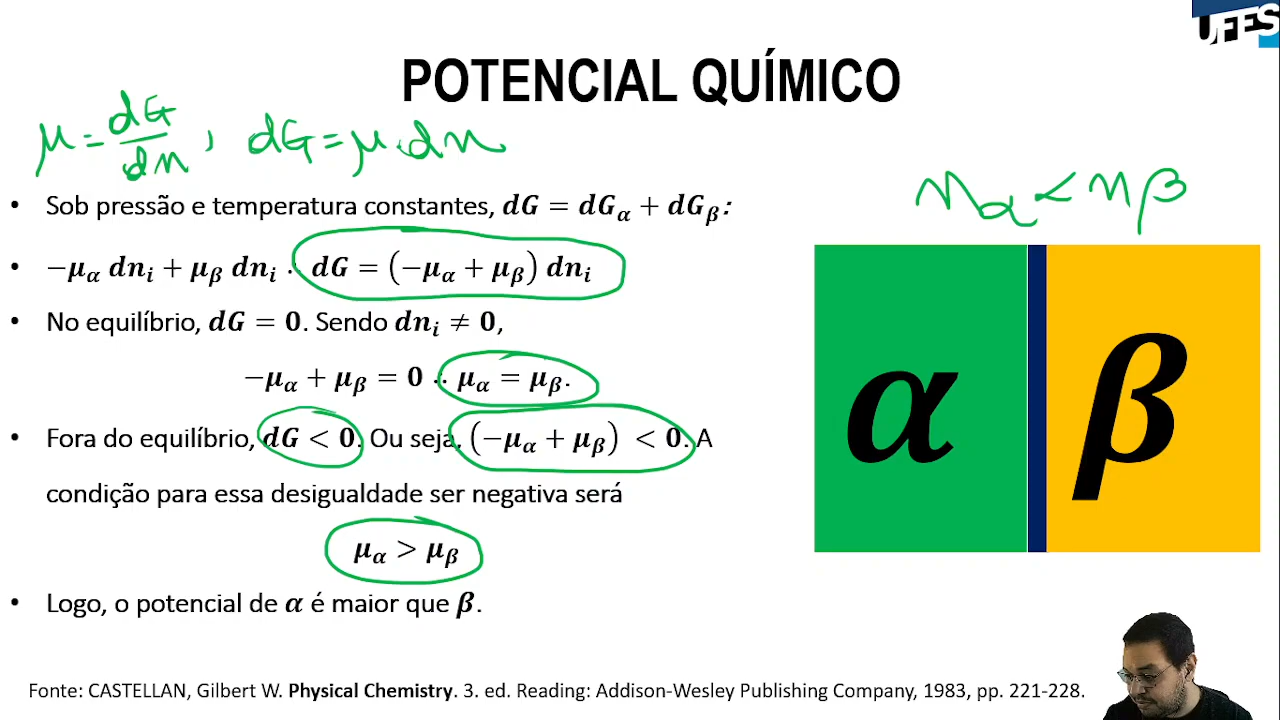 UFES
POTENCIAL QUÍMICO
μ = dG/dn , dG = μ.dn
nα < nβ
• Sob pressão e temperatura constantes, dG = dGα + dGβ:
• −μα dni + μβ dni ∴ dG = (−μα + μβ) dni
• No equilíbrio, dG = 0. Sendo dni ≠ 0,
−μα + μβ = 0 ∴ μα = μβ.
• Fora do equilíbrio, dG < 0. Ou seja, (−μα + μβ) < 0. A
condição para essa desigualdade ser negativa será
μα > μβ
• Logo, o potencial de α é maior que β.
α β
Fonte: CASTELLAN, Gilbert W. Physical Chemistry. 3. ed. Reading: Addison-Wesley Publishing Company, 1983, pp. 221-228.